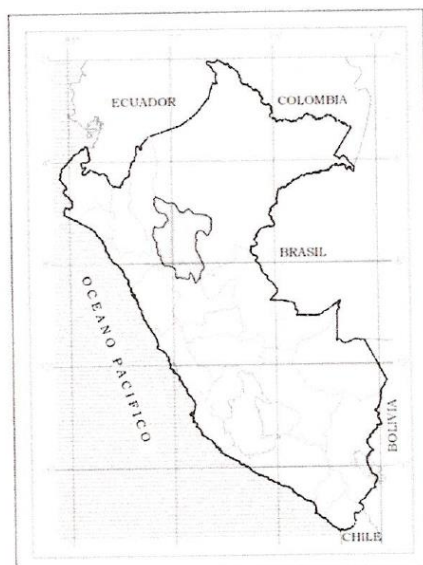 ECUADOR
COLOMBIA
BRASIL
OCEANO PACIFICO
BOLIVIA
CHILE